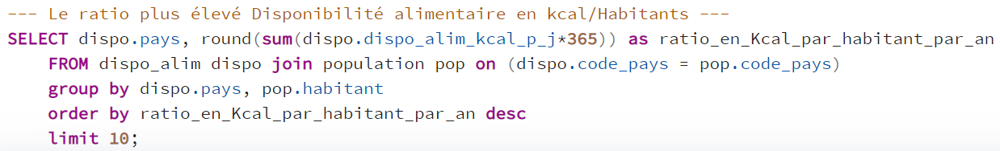 --- Le ratio plus élevé Disponibilité alimentaire en kcal/Habitants ---
SELECT dispo.pays, round(sum(dispo.dispo_alim_kcal_p_j*365)) as ratio_en_Kcal_par_habitant_par_an
FROM dispo_alim dispo join population pop on (dispo.code_pays = pop.code_pays)
group by dispo.pays, pop.habitant
order by ratio_en_Kcal_par_habitant_par_an desc
limit 10;